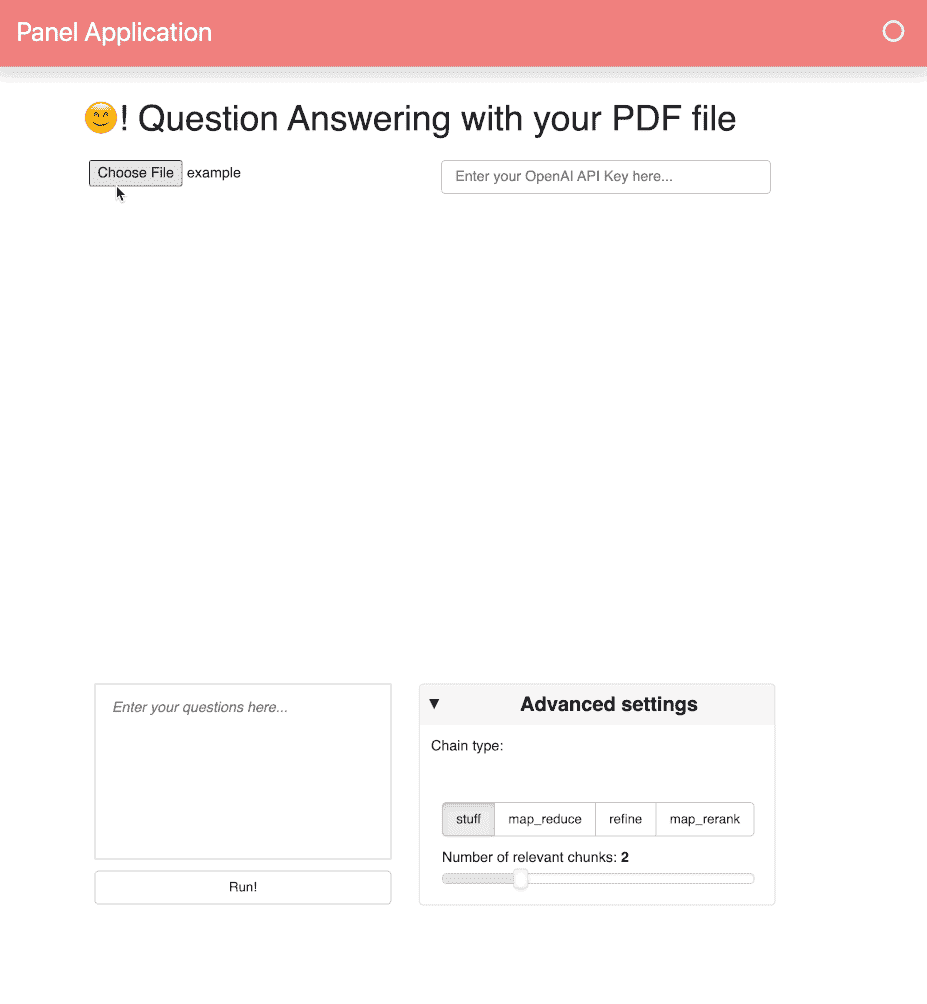 Panel Application
😊! Question Answering with your PDF file
Choose File example
Enter your OpenAI API Key here...
Enter your questions here...
Run!
Advanced settings
Chain type:
stuff map_reduce refine map_rerank
Number of relevant chunks: 2